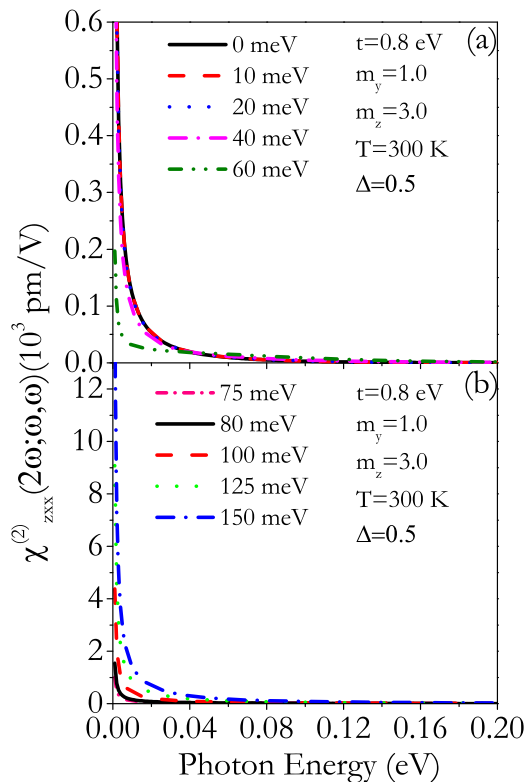 χ⁽²⁾zxx(2ω;ω,ω)(10³ pm/V)
(a)
0 meV
10 meV
20 meV
40 meV
60 meV
t=0.8 eV
m_y=1.0
m_z=3.0
T=300 K
Δ=0.5
0.6
0.5
0.4
0.3
0.2
0.1
0.0
(b)
75 meV
80 meV
100 meV
125 meV
150 meV
t=0.8 eV
m_y=1.0
m_z=3.0
T=300 K
Δ=0.5
12
10
8
6
4
2
0
0.00 0.04 0.08 0.12 0.16 0.20
Photon Energy (eV)